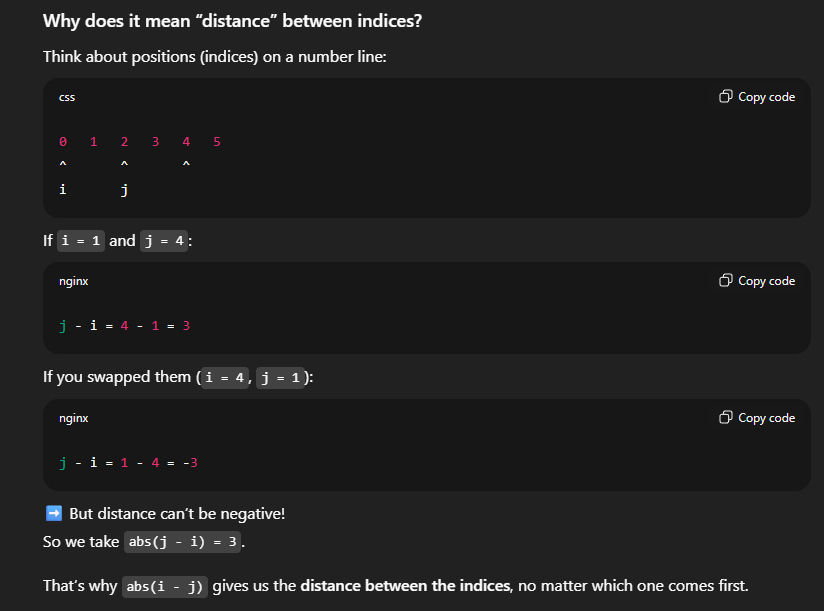 Why does it mean “distance” between indices?
Think about positions (indices) on a number line:
css
Copy code
0 1 2 3 4 5
^ ^ ^
i j
If i = 1 and j = 4:
nginx
Copy code
j - i = 4 - 1 = 3
If you swapped them (i = 4, j = 1):
nginx
Copy code
j - i = 1 - 4 = -3
➡️ But distance can’t be negative!
So we take abs(j - i) = 3.
That’s why abs(i - j) gives us the distance between the indices, no matter which one comes first.